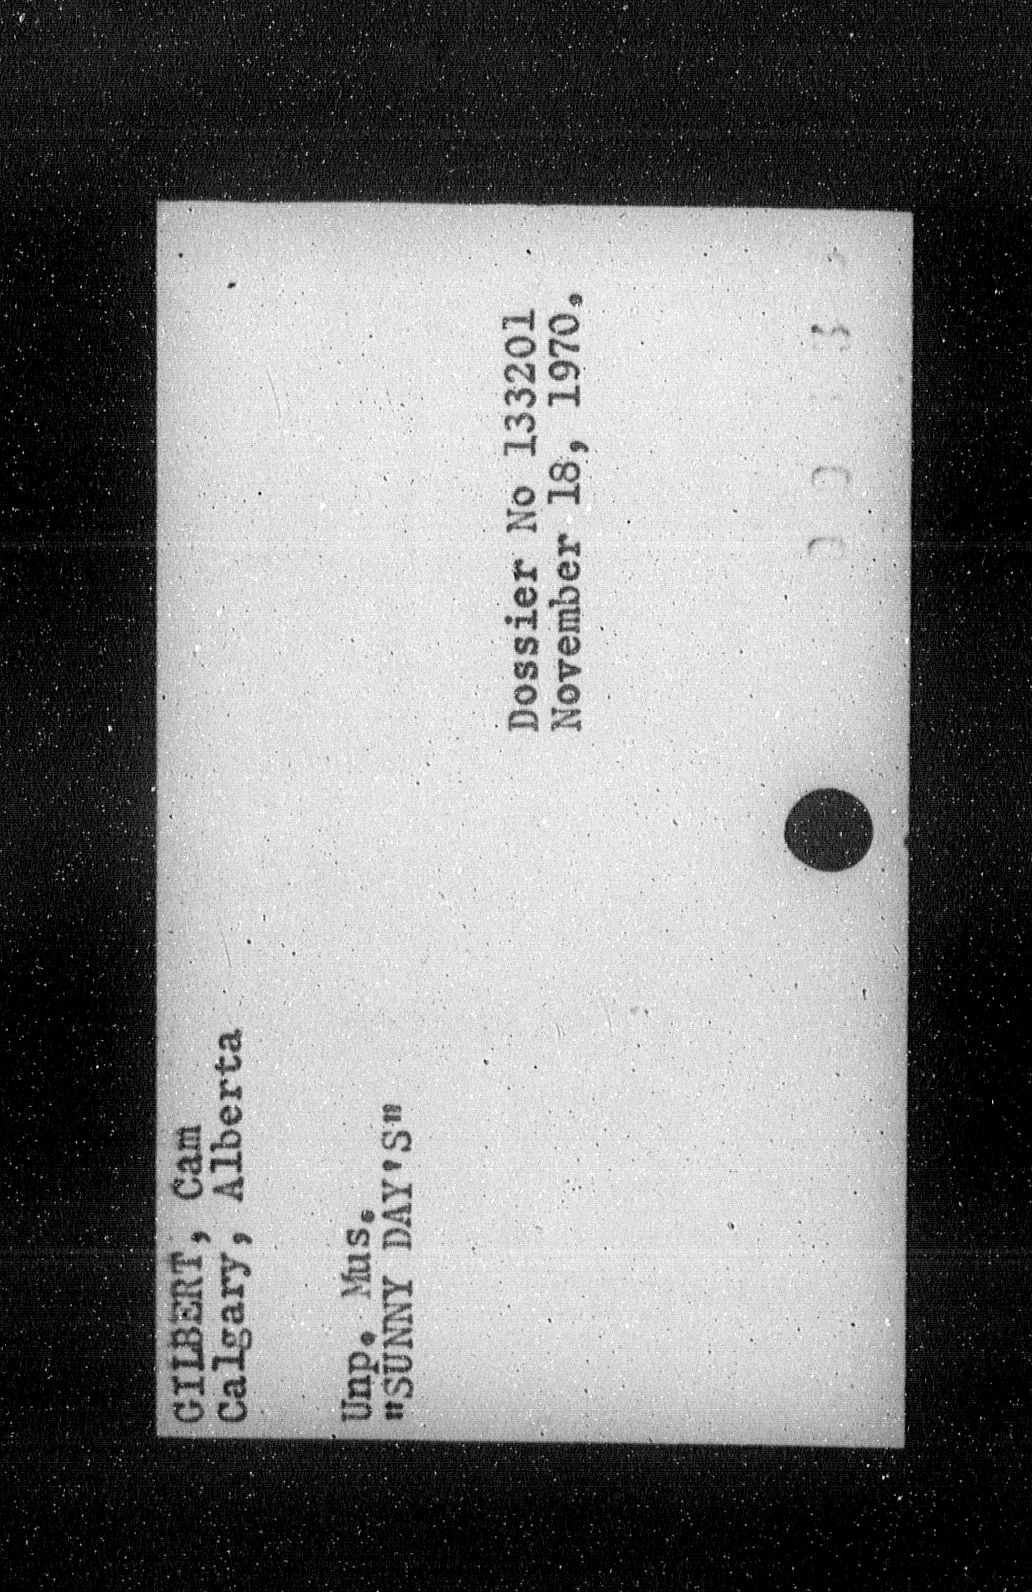 GILBERT, Cam
Calgary, Alberta
Unp. Mus.
"SUNNY DAY'S"
Dossier No 133201
November 18, 1970.